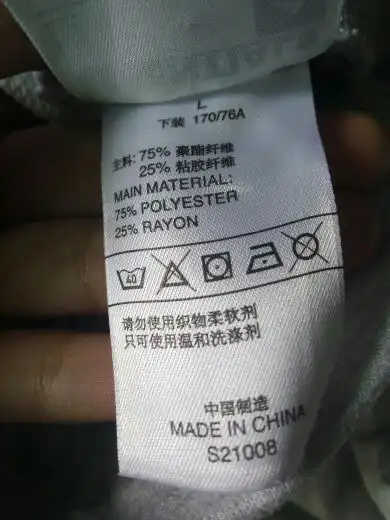 L
下装 170/76A
主料: 75% 聚酯纤维
25% 粘胶纤维
MAIN MATERIAL:
75% POLYESTER
25% RAYON
40
请勿使用织物柔软剂
只可使用温和洗涤剂
中国制造
MADE IN CHINA
S21008